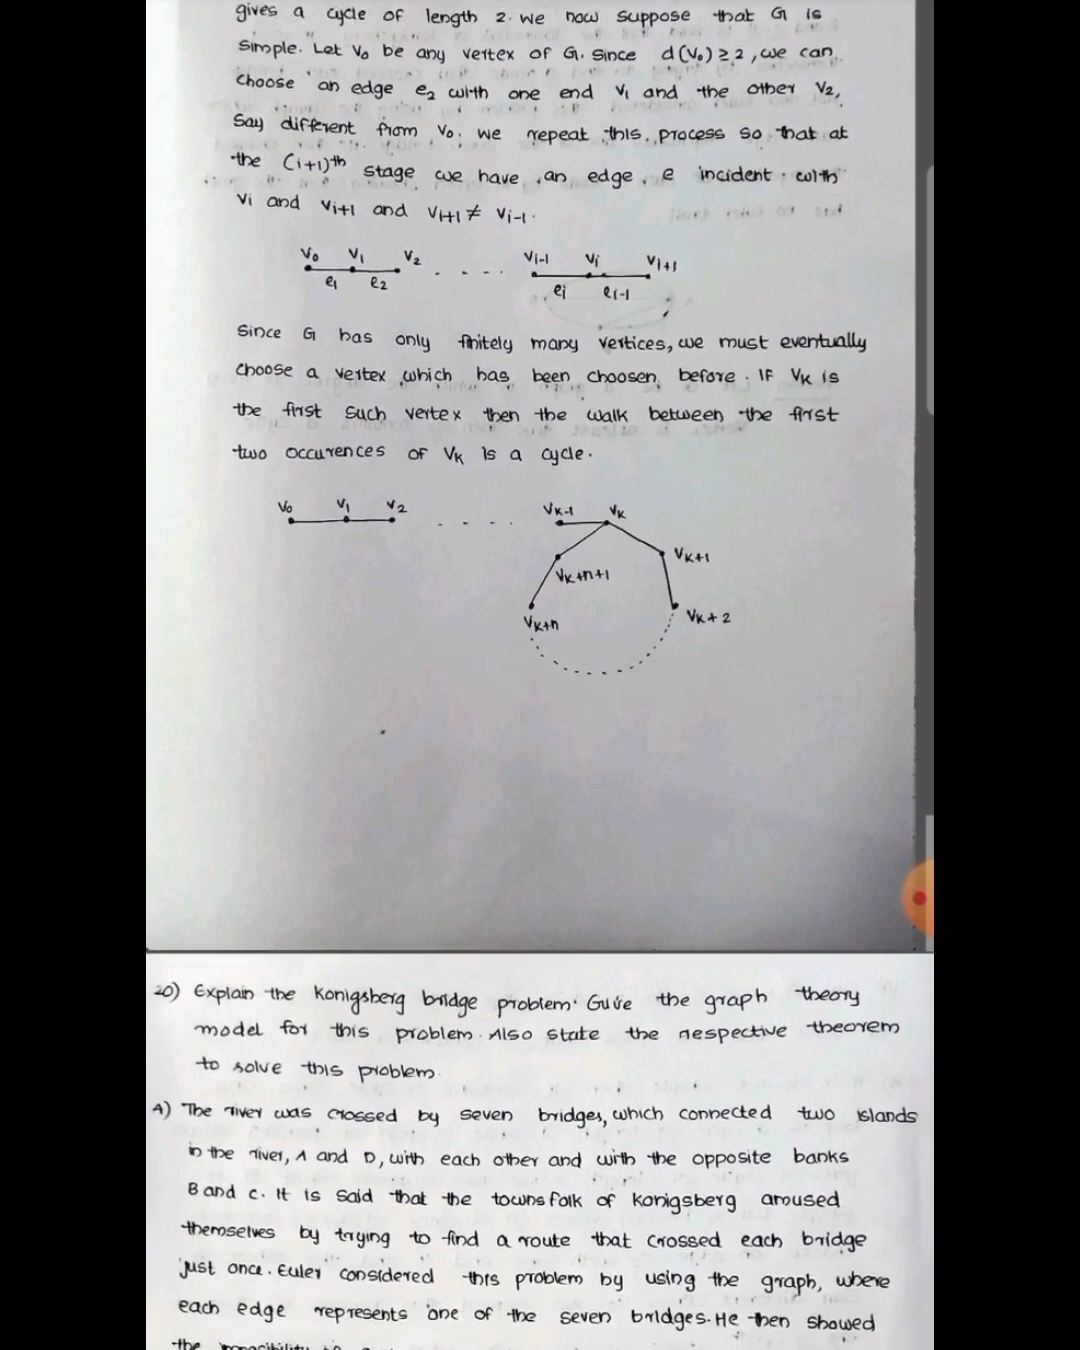 gives a cycle of length 2. We now suppose that G is
simple. Let V₀ be any vertex of G. Since d(V₀) ≥ 2, we can
choose an edge e₂ with one end V₁ and the other V₂,
Say different from V₀. We repeat this process so that at
the (i+1)th stage we have an edge e incident with
Vi and Vi+1 and Vi+1 ≠ Vi-1.
V₀ V₁ V₂ . . . . Vi-1 Vi Vi+1
e₁ e₂ ei ei-1
Since G has only finitely many vertices, we must eventually
choose a vertex which has been choosen before. IF VK is
the first such vertex then the walk between the first
two occurences of VK is a cycle.
V₀ V₁ V₂ . . . . VK-1 VK
VK+1
VK+n+1
VK+n VK+2
20) Explain the Konigsberg bridge problem. Give the graph theory
model for this problem. Also state the respective theorem
to solve this problem.
A) The river was crossed by seven bridges, which connected two islands
in the river, A and D, with each other and with the opposite banks
B and C. It is said that the towns folk of Konigsberg amused
themselves by trying to find a route that crossed each bridge
just once. Euler considered this problem by using the graph, where
each edge represents one of the seven bridges. He then showed
the